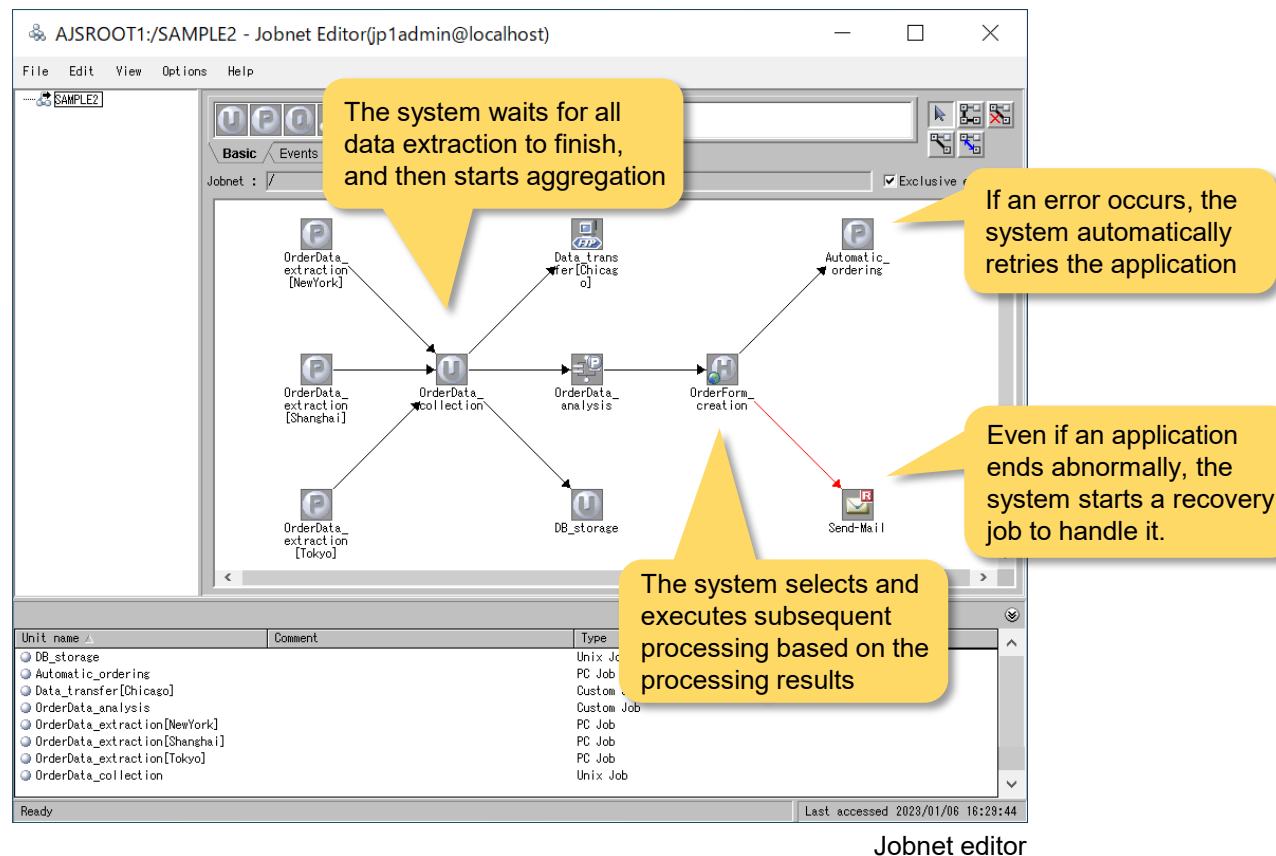 AJSROOT1:/SAMPLE2 - Jobnet Editor(jp1admin@localhost)
File Edit View Options Help
SAMPLE2
U P Q
The system waits for all
data extraction to finish,
and then starts aggregation
Basic Events
Jobnet : /
Exclusive
If an error occurs, the
system automatically
retries the application
P
OrderData_
extraction
[NewYork]
FTP
Data_trans
fer[Chicag
o]
P
Automatic_
ordering
P
OrderData_
extraction
[Shanghai]
U
OrderData_
collection
P
OrderData_
analysis
H
OrderForm_
creation
Even if an application
ends abnormally, the
system starts a recovery
job to handle it.
P
OrderData_
extraction
[Tokyo]
U
DB_storage
R
Send-Mail
The system selects and
executes subsequent
processing based on the
processing results
Unit name Comment Type
DB_storage Unix
Automatic_ordering PC Job
Data_transfer[Chicago] Custom
OrderData_analysis Custom Job
OrderData_extraction[NewYork] PC Job
OrderData_extraction[Shanghai] PC Job
OrderData_extraction[Tokyo] PC Job
OrderData_collection Unix Job
Ready Last accessed 2023/01/06 16:29:44
Jobnet editor